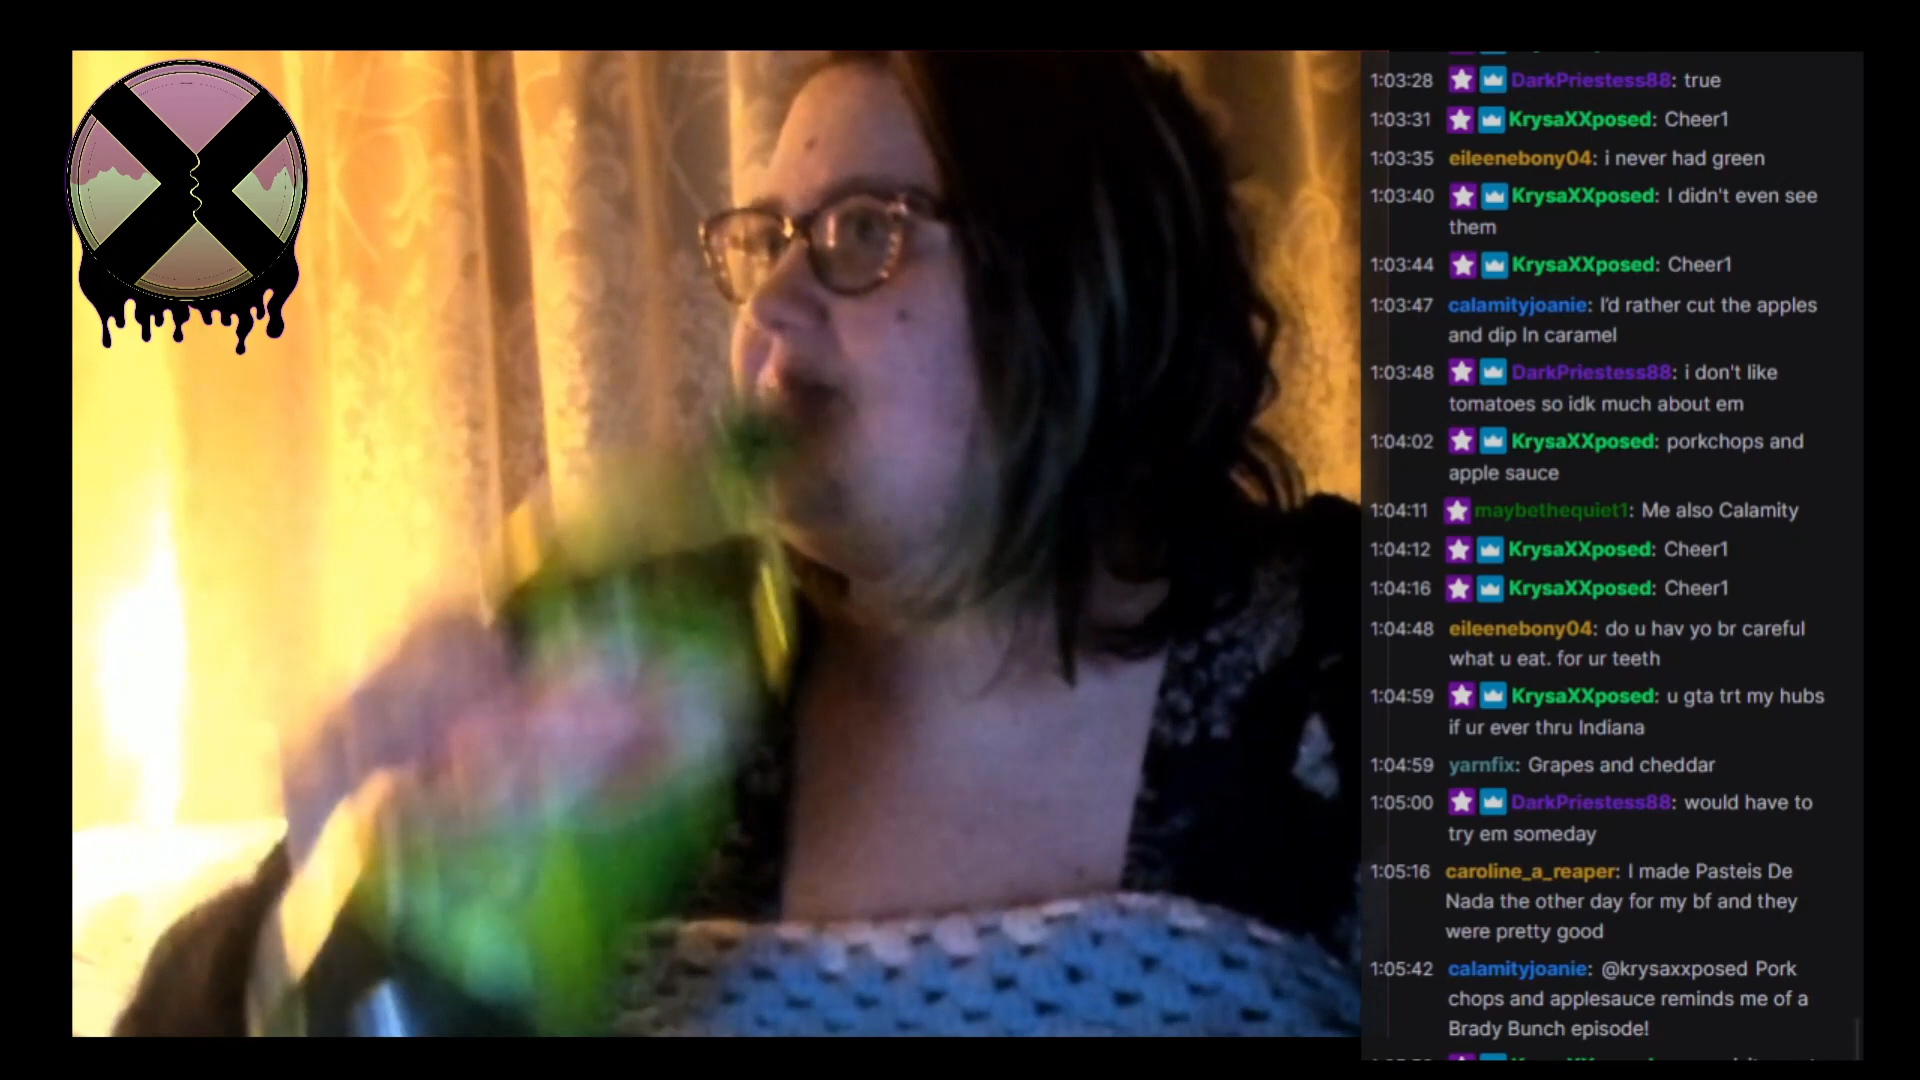 1:03:28 DarkPriestess88: true
1:03:31 KrysaXXposed: Cheer1
1:03:35 eileenebony04: i never had green
1:03:40 KrysaXXposed: I didn't even see
them
1:03:44 KrysaXXposed: Cheer1
1:03:47 calamityjoanie: I'd rather cut the apples
and dip In caramel
1:03:48 DarkPriestess88: i don't like
tomatoes so idk much about em
1:04:02 KrysaXXposed: porkchops and
apple sauce
1:04:11 maybethequiet1: Me also Calamity
1:04:12 KrysaXXposed: Cheer1
1:04:16 KrysaXXposed: Cheer1
1:04:48 eileenebony04: do u hav yo br careful
what u eat. for ur teeth
1:04:59 KrysaXXposed: u gta trt my hubs
if ur ever thru Indiana
1:04:59 yarnfix: Grapes and cheddar
1:05:00 DarkPriestess88: would have to
try em someday
1:05:16 caroline_a_reaper: I made Pasteis De
Nada the other day for my bf and they
were pretty good
1:05:42 calamityjoanie: @krysaxxposed Pork
chops and applesauce reminds me of a
Brady Bunch episode!